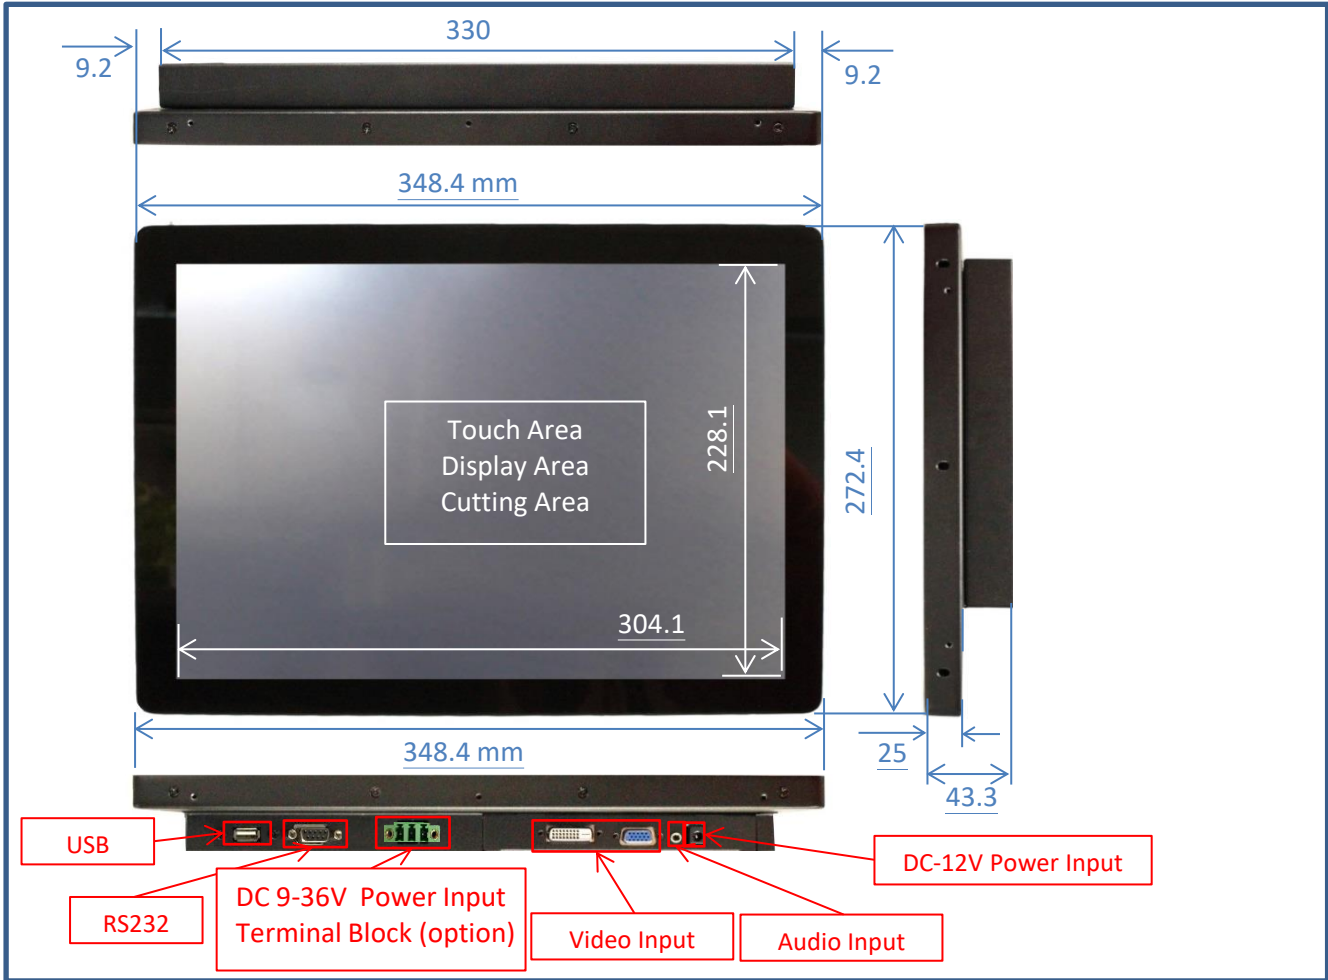 330
9.2
9.2
348.4 mm
Touch Area
Display Area
Cutting Area
228.1
272.4
304.1
348.4 mm
25
43.3
USB
DC-12V Power Input
RS232
DC 9-36V  Power Input
Terminal Block (option)
Video Input
Audio Input